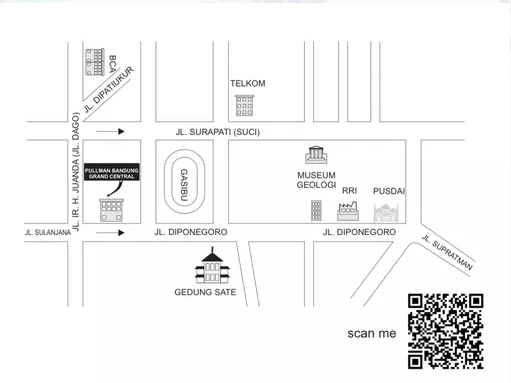 BCA
JL. DIPATIUKUR
TELKOM
JL. SURAPATI (SUCI)
JL. IR. H. JUANDA (JL. DAGO)
PULLMAN BANDUNG
GRAND CENTRAL
GASIBU
MUSEUM
GEOLOGI
RRI
PUSDAI
JL. SULANJANA
JL. DIPONEGORO
JL. DIPONEGORO
JL. SUPRATMAN
GEDUNG SATE
scan me